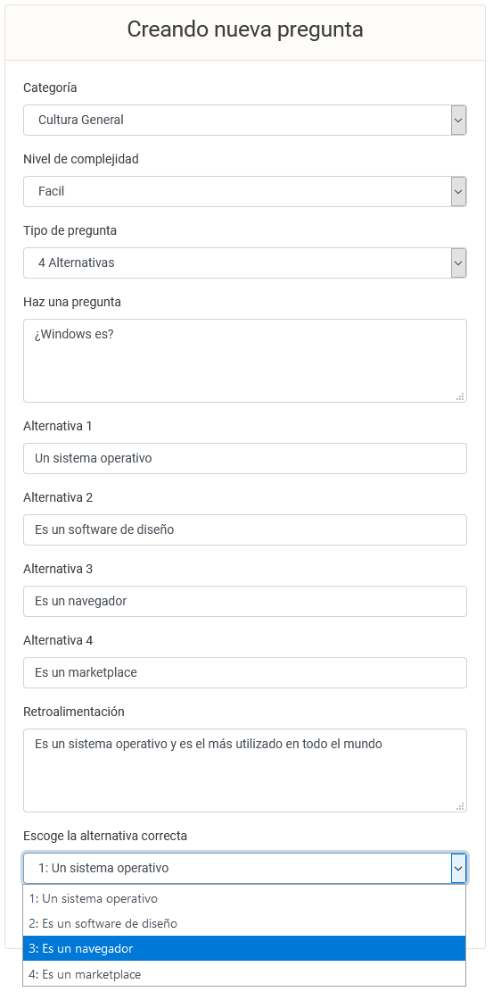 Creando nueva pregunta
Categoría
Cultura General
Nivel de complejidad
Facil
Tipo de pregunta
4 Alternativas
Haz una pregunta
¿Windows es?
Alternativa 1
Un sistema operativo
Alternativa 2
Es un software de diseño
Alternativa 3
Es un navegador
Alternativa 4
Es un marketplace
Retroalimentación
Es un sistema operativo y es el más utilizado en todo el mundo
Escoge la alternativa correcta
1: Un sistema operativo
1: Un sistema operativo
2: Es un software de diseño
3: Es un navegador
4: Es un marketplace